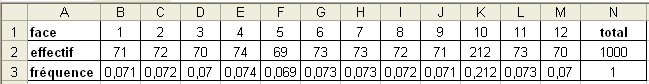 A B C D E F G H I J K L M N
1 face 1 2 3 4 5 6 7 8 9 10 11 12 total
2 effectif 71 72 70 74 69 73 73 72 71 212 73 70 1000
3 fréquence 0,071 0,072 0,07 0,074 0,069 0,073 0,073 0,072 0,071 0,212 0,073 0,07 1